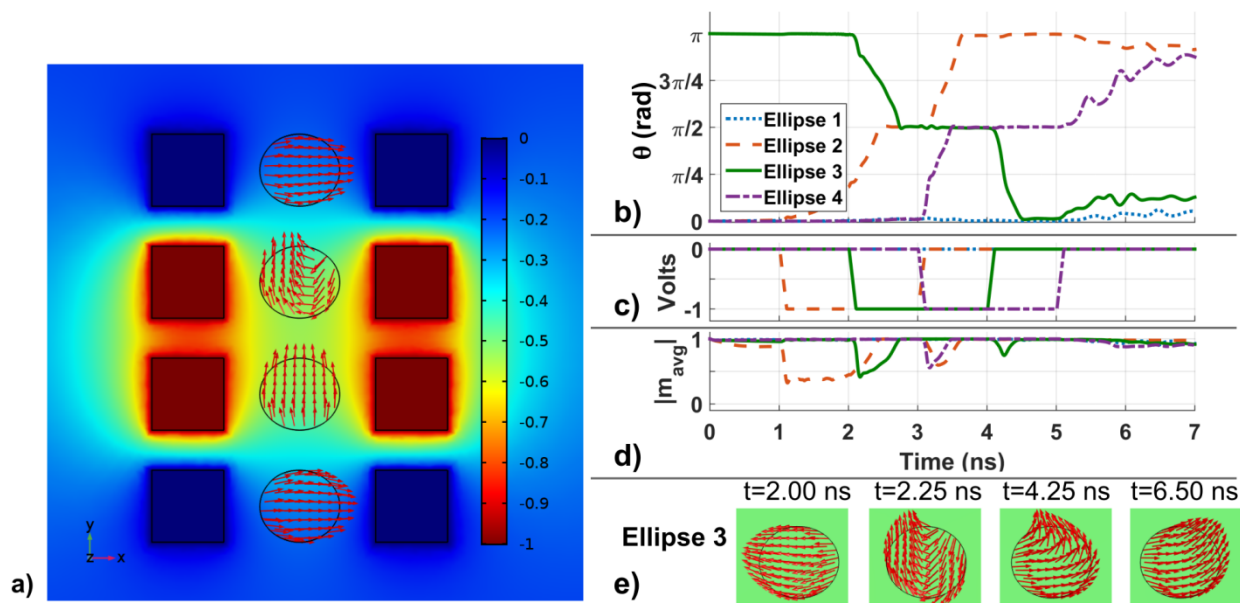 a)
y
z
x
0
-0.1
-0.2
-0.3
-0.4
-0.5
-0.6
-0.7
-0.8
-0.9
-1
b)
θ (rad)
π
3π/4
π/2
π/4
0
Ellipse 1
Ellipse 2
Ellipse 3
Ellipse 4
c)
Volts
0
-1
d)
|m_avg|
1
0
0 1 2 3 4 5 6 7
Time (ns)
t=2.00 ns t=2.25 ns t=4.25 ns t=6.50 ns
Ellipse 3
e)